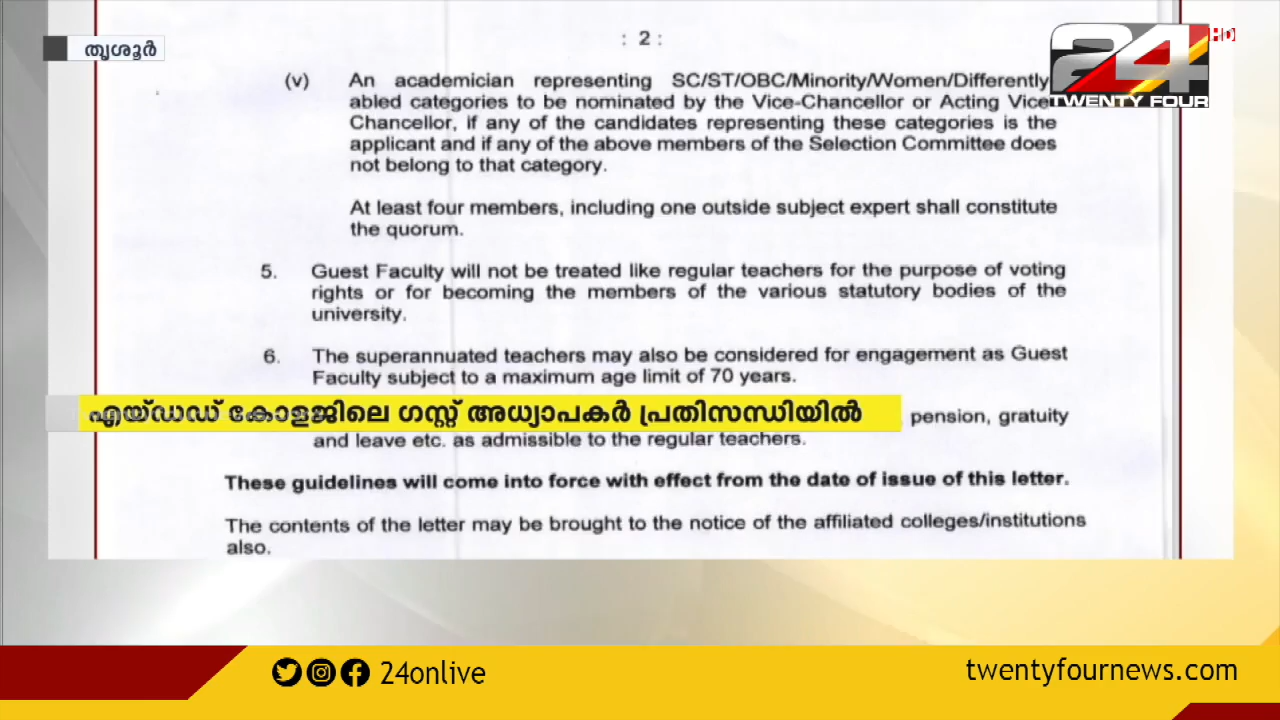 തൃശൂർ
: 2 :
24 HD
TWENTY FOUR
(v) An academician representing SC/ST/OBC/Minority/Women/Differently
abled categories to be nominated by the Vice-Chancellor or Acting Vice
Chancellor, if any of the candidates representing these categories is the
applicant and if any of the above members of the Selection Committee does
not belong to that category.
At least four members, including one outside subject expert shall constitute
the quorum.
5. Guest Faculty will not be treated like regular teachers for the purpose of voting
rights or for becoming the members of the various statutory bodies of the
university.
6. The superannuated teachers may also be considered for engagement as Guest
Faculty subject to a maximum age limit of 70 years.
എയ്ഡഡ് കോളജിലെ ഗസ്റ്റ് അധ്യാപകർ പ്രതിസന്ധിയിൽ
, pension, gratuity
and leave etc. as admissible to the regular teachers.
These guidelines will come into force with effect from the date of issue of this letter.
The contents of the letter may be brought to the notice of the affiliated colleges/institutions
also.
24onlive
twentyfournews.com